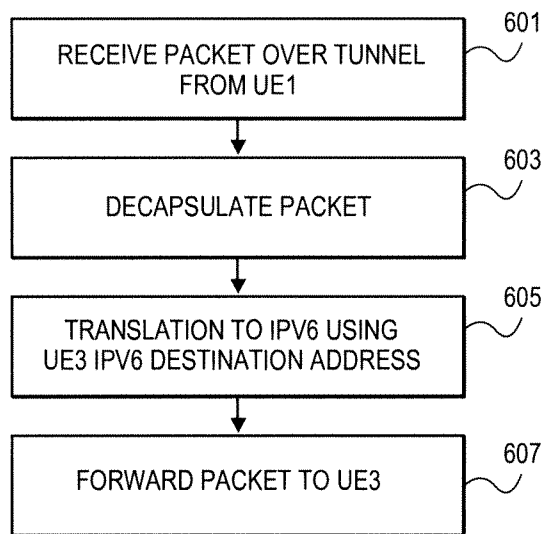 601
RECEIVE PACKET OVER TUNNEL
FROM UE1
603
DECAPSULATE PACKET
605
TRANSLATION TO IPV6 USING
UE3 IPV6 DESTINATION ADDRESS
607
FORWARD PACKET TO UE3